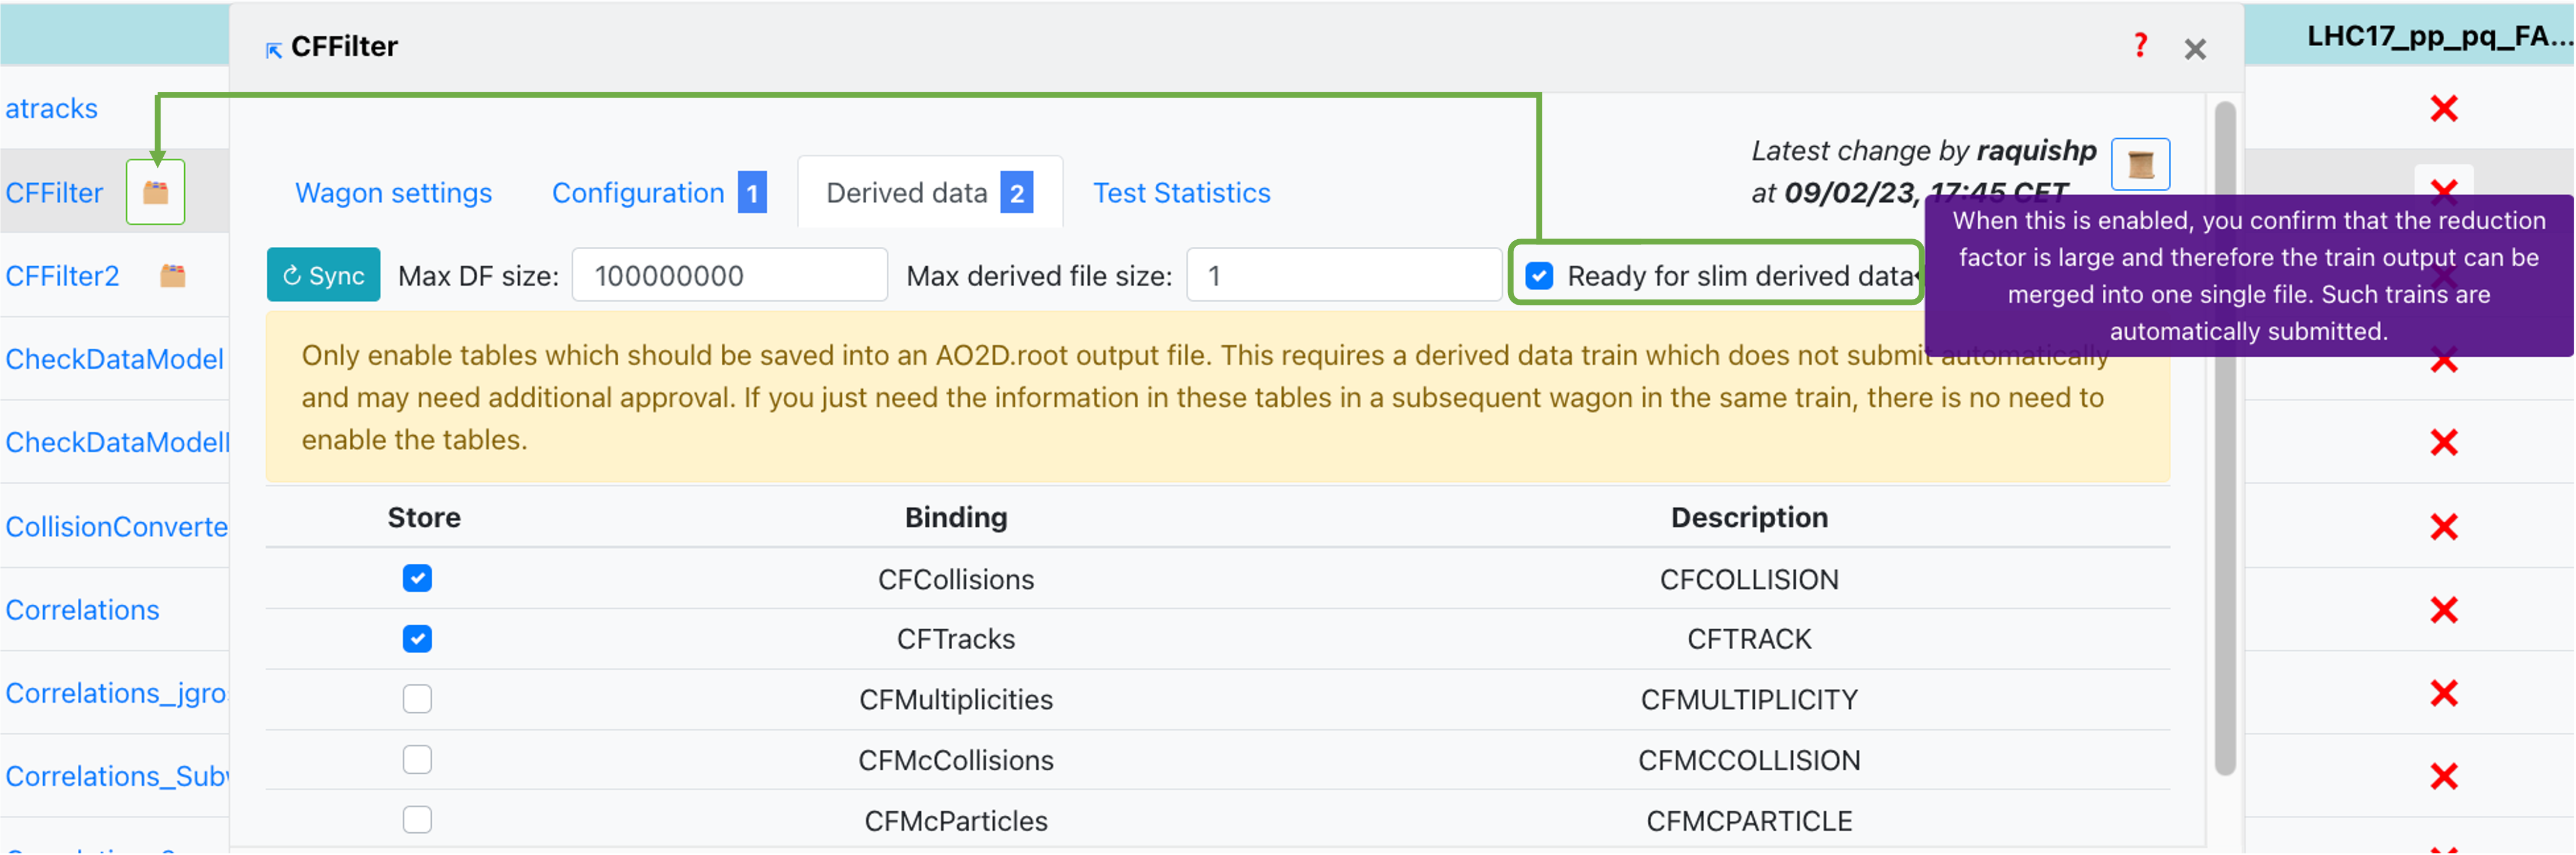 CFFilter
?
×
LHC17_pp_pq_FA...
atracks
CFFilter
CFFilter2
CheckDataModel
CheckDataModell
CollisionConverte
Correlations
Correlations_jgro
Correlations_Sub
Wagon settings
Configuration 1
Derived data 2
Test Statistics
Latest change by raquishp
at 09/02/23, 17:45 CET
Sync
Max DF size: 100000000
Max derived file size: 1
Ready for slim derived data
When this is enabled, you confirm that the reduction
factor is large and therefore the train output can be
merged into one single file. Such trains are
automatically submitted.
Only enable tables which should be saved into an AO2D.root output file. This requires a derived data train which does not submit automatically
and may need additional approval. If you just need the information in these tables in a subsequent wagon in the same train, there is no need to
enable the tables.
Store Binding Description
CFCollisions CFCOLLISION
CFTracks CFTRACK
CFMultiplicities CFMULTIPLICITY
CFMcCollisions CFMCCOLLISION
CFMcParticles CFMCPARTICLE